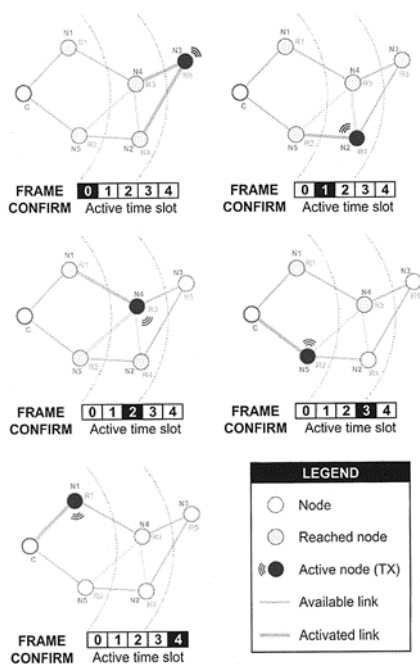 N1
R1
N3
R5
N4
R3
C
N5
R2
N2
R4
FRAME 0 1 2 3 4
CONFIRM Active time slot
N1
R1
N3
R5
N4
R3
C
N5
R2
N2
R4
FRAME 0 1 2 3 4
CONFIRM Active time slot
N1
R1
N3
R5
N4
R3
C
N5
R2
N2
R4
FRAME 0 1 2 3 4
CONFIRM Active time slot
N1
R1
N3
R5
N4
R3
C
N5
R2
N2
R4
FRAME 0 1 2 3 4
CONFIRM Active time slot
N1
R1
N3
R5
N4
R3
C
N5
R2
N2
R4
FRAME 0 1 2 3 4
CONFIRM Active time slot
LEGEND
Node
Reached node
Active node (TX)
Available link
Activated link